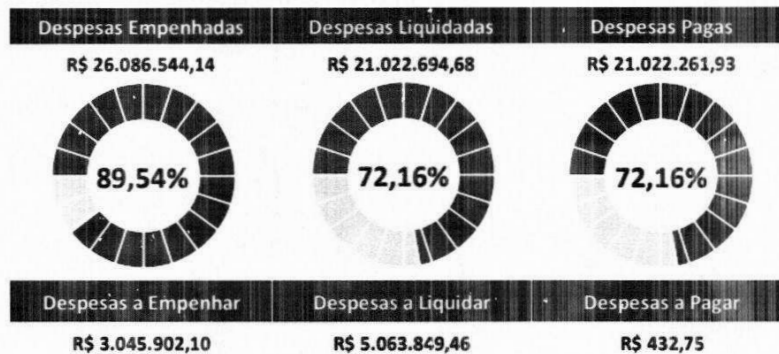 Despesas Empenhadas Despesas Liquidadas Despesas Pagas
R$ 26.086.544,14 R$ 21.022.694,68 R$ 21.022.261,93
89,54% 72,16% 72,16%
Despesas a Empenhar Despesas a Liquidar Despesas a Pagar
R$ 3.045.902,10 R$ 5.063.849,46 R$ 432,75